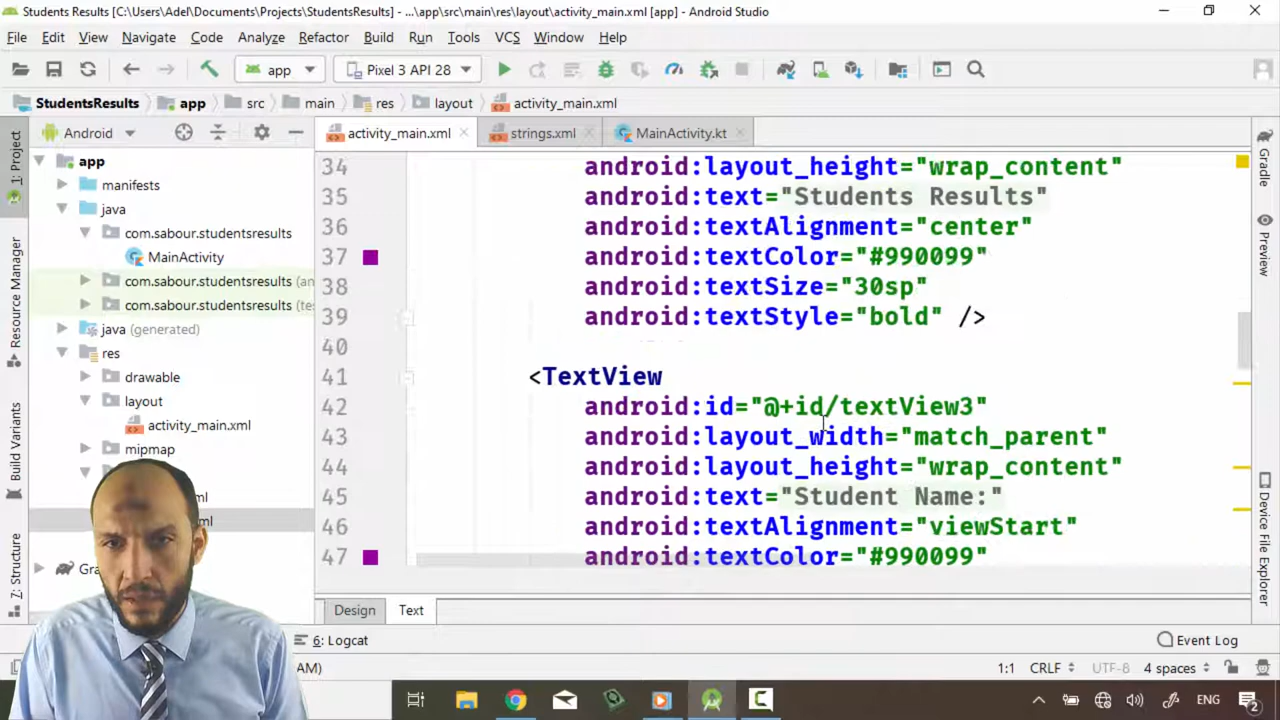 Students Results [C:\Users\Adel\Documents\Projects\StudentsResults] - ...\app\src\main\res\layout\activity_main.xml [app] - Android Studio
File Edit View Navigate Code Analyze Refactor Build Run Tools VCS Window Help
app Pixel 3 API 28
StudentsResults app src main res layout activity_main.xml
Android
activity_main.xml strings.xml MainActivity.kt
1: Project
Resource Manager
Build Variants
Z: Structure
app
manifests
java
com.sabour.studentsresults
MainActivity
com.sabour.studentsresults (an
com.sabour.studentsresults (te
java (generated)
res
drawable
layout
activity_main.xml
mipmap
ml
ml
Gra
34 android:layout_height="wrap_content"
35 android:text="Students Results"
36 android:textAlignment="center"
37 android:textColor="#990099"
38 android:textSize="30sp"
39 android:textStyle="bold" />
40
41 <TextView
42 android:id="@+id/textView3"
43 android:layout_width="match_parent"
44 android:layout_height="wrap_content"
45 android:text="Student Name:"
46 android:textAlignment="viewStart"
47 android:textColor="#990099"
Gradle
Preview
Device File Explorer
Design Text
6: Logcat Event Log
AM) 1:1 CRLF UTF-8 4 spaces
ENG 2